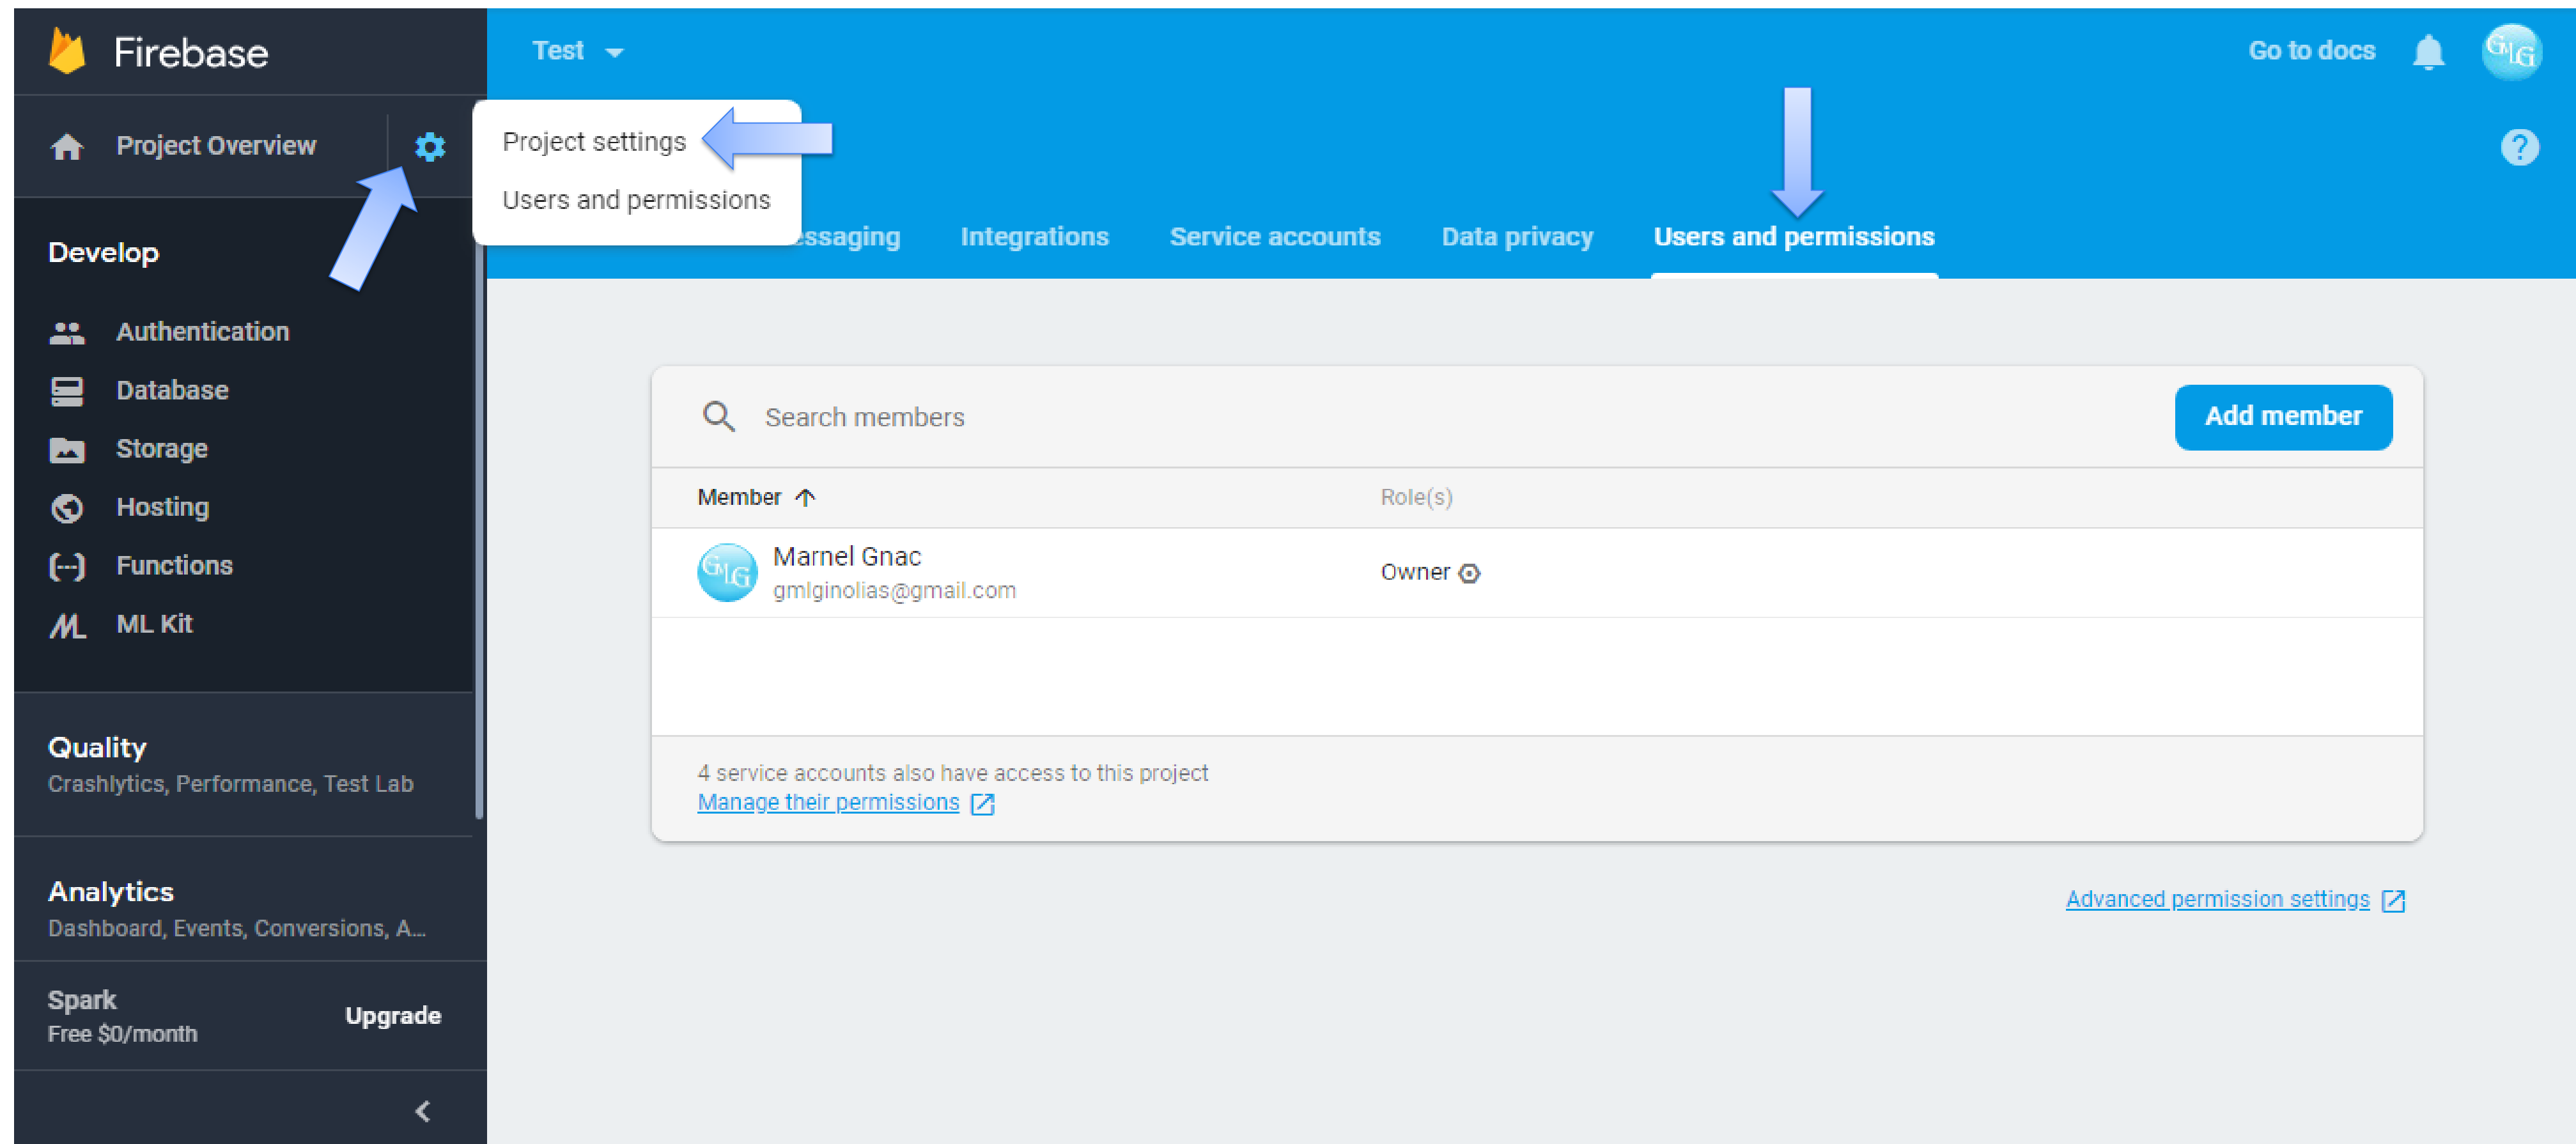 Firebase
Test
Go to docs
Project Overview
Project settings
Users and permissions
essaging
Integrations
Service accounts
Data privacy
Users and permissions
Develop
Authentication
Database
Storage
Hosting
Functions
ML Kit
Quality
Crashlytics, Performance, Test Lab
Analytics
Dashboard, Events, Conversions, A...
Spark
Free $0/month
Upgrade
Search members
Add member
Member
Role(s)
GMLG
Marnel Gnac
gmlginolias@gmail.com
Owner
4 service accounts also have access to this project
Manage their permissions
Advanced permission settings